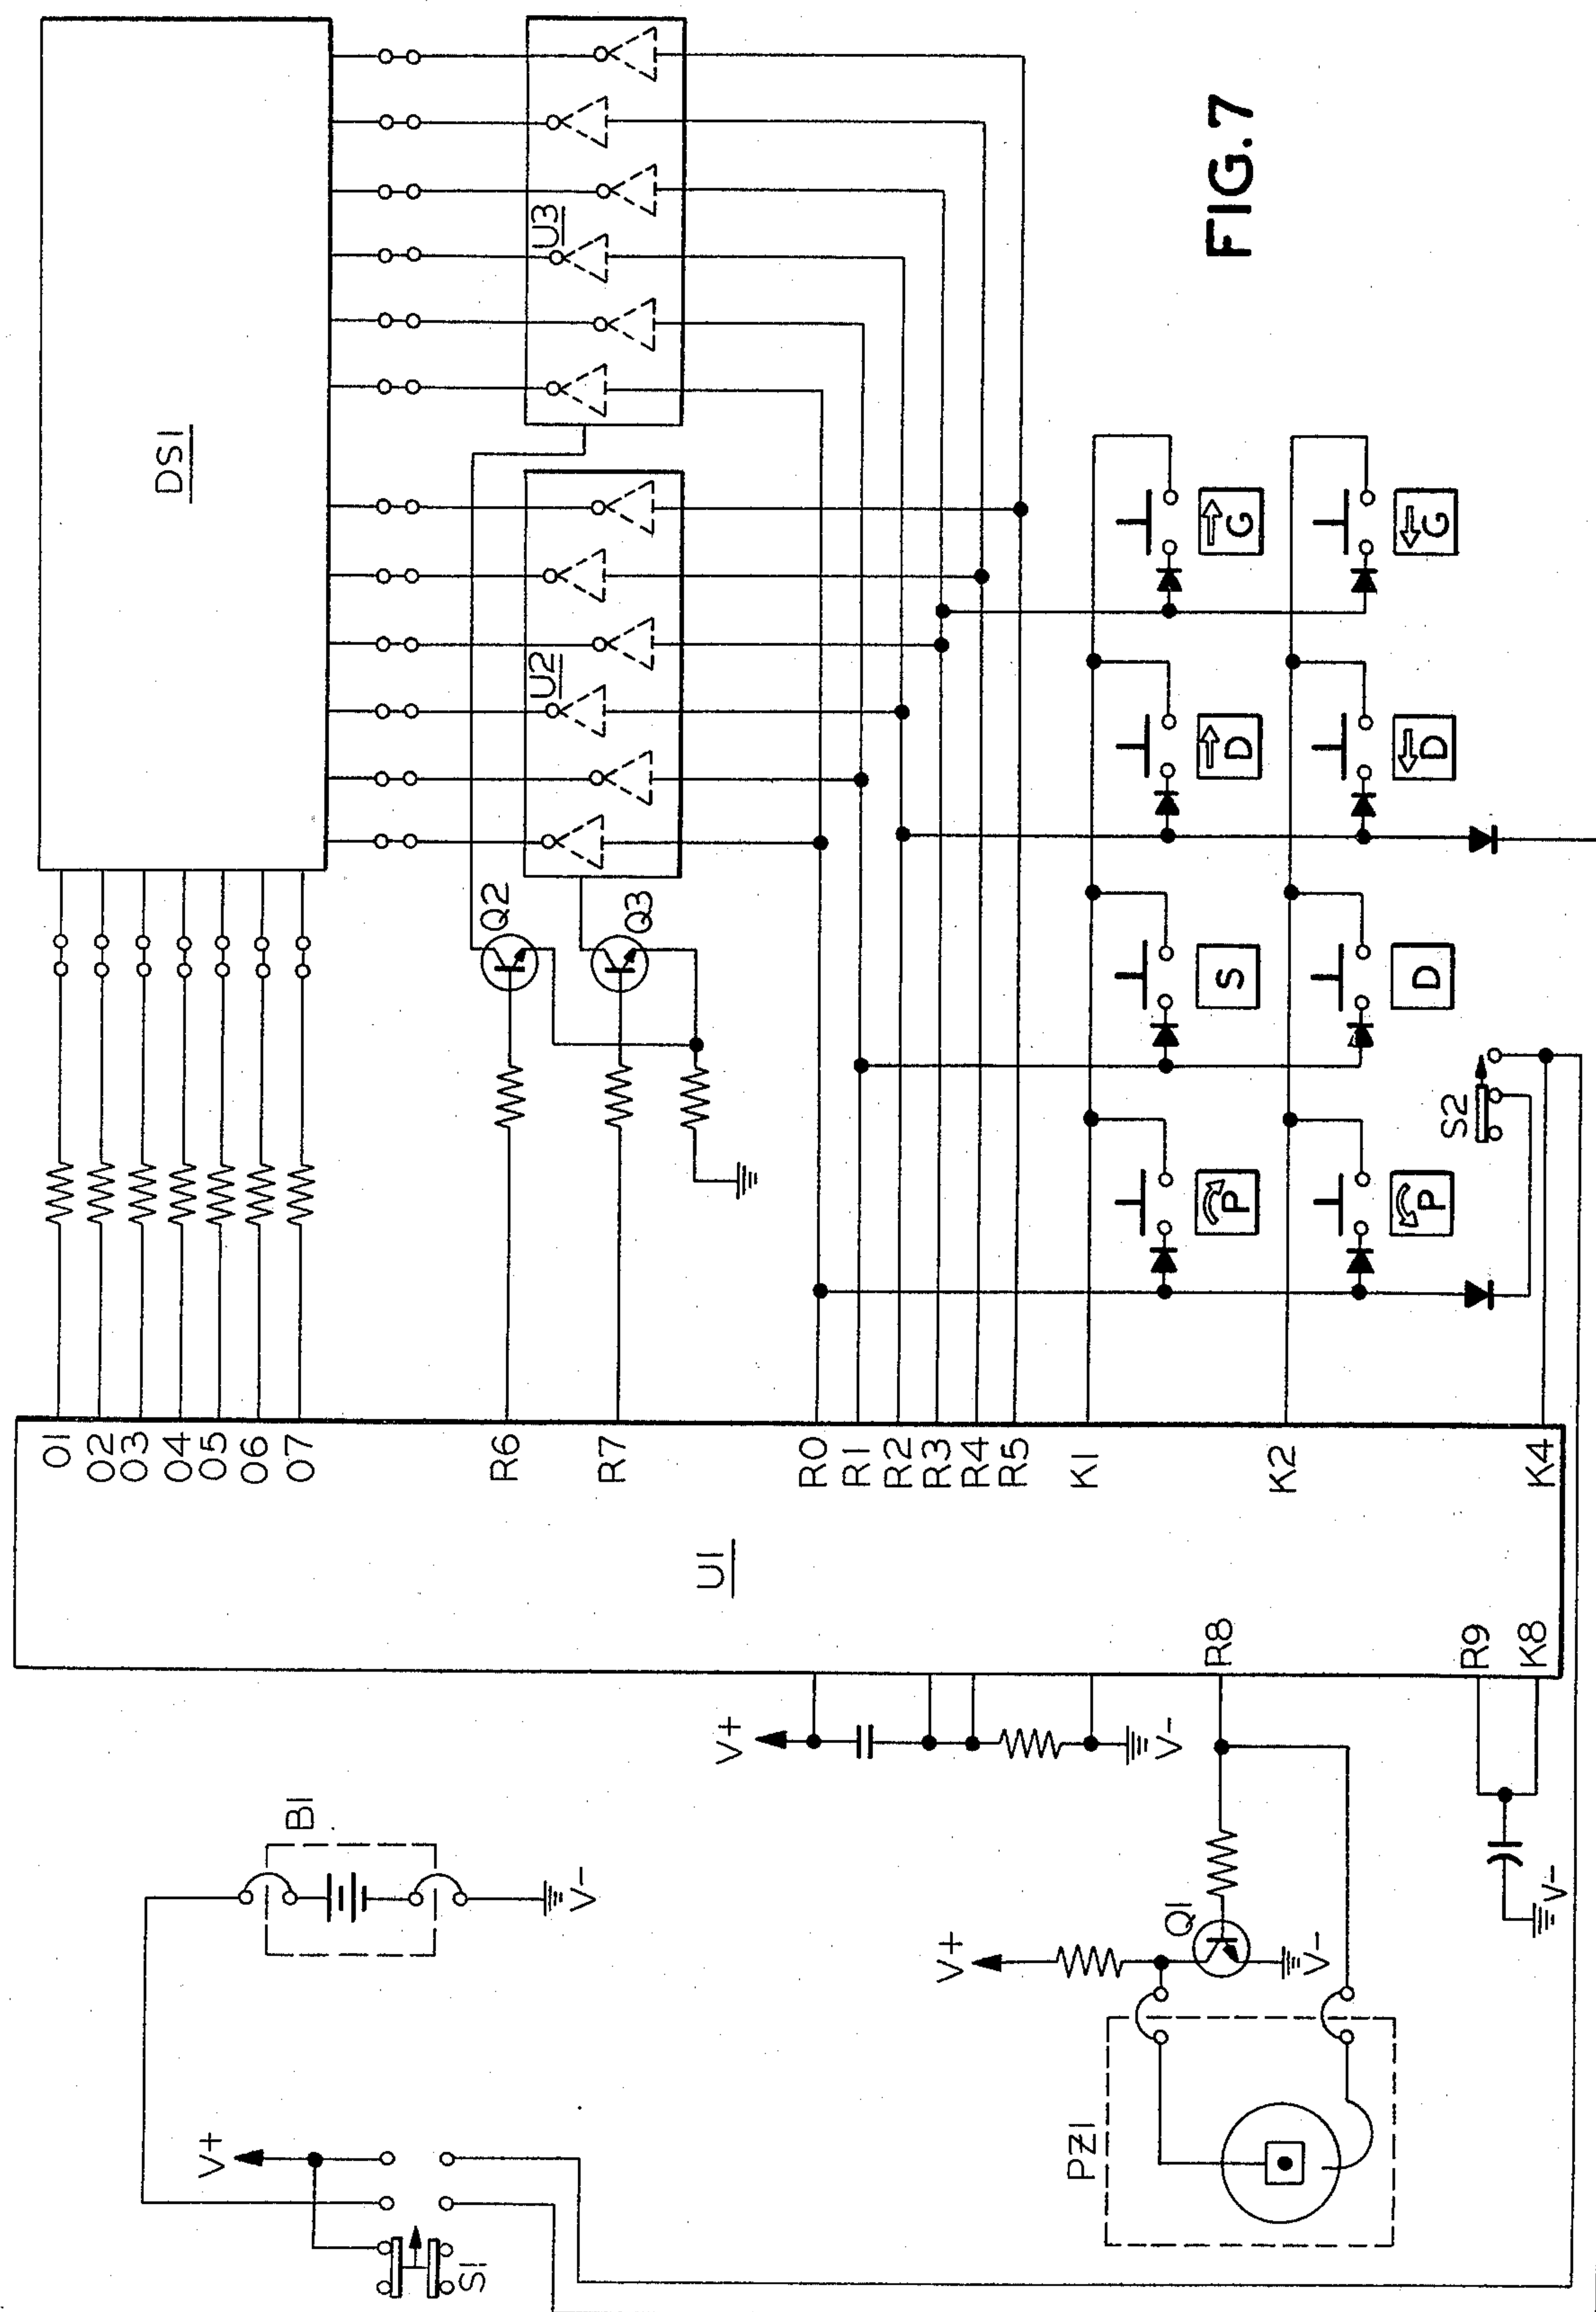 DS1
U3
U2
Q2
Q3
O1
O2
O3
O4
O5
O6
O7
R6
R7
R0
R1
R2
R3
R4
R5
K1
K2
K4
U1
R8
R9
K8
G
G
D
D
S
D
P
P
S2
B1
V-
V+
V-
V+
Q1
V-
V-
V+
S1
PZ1
FIG.7